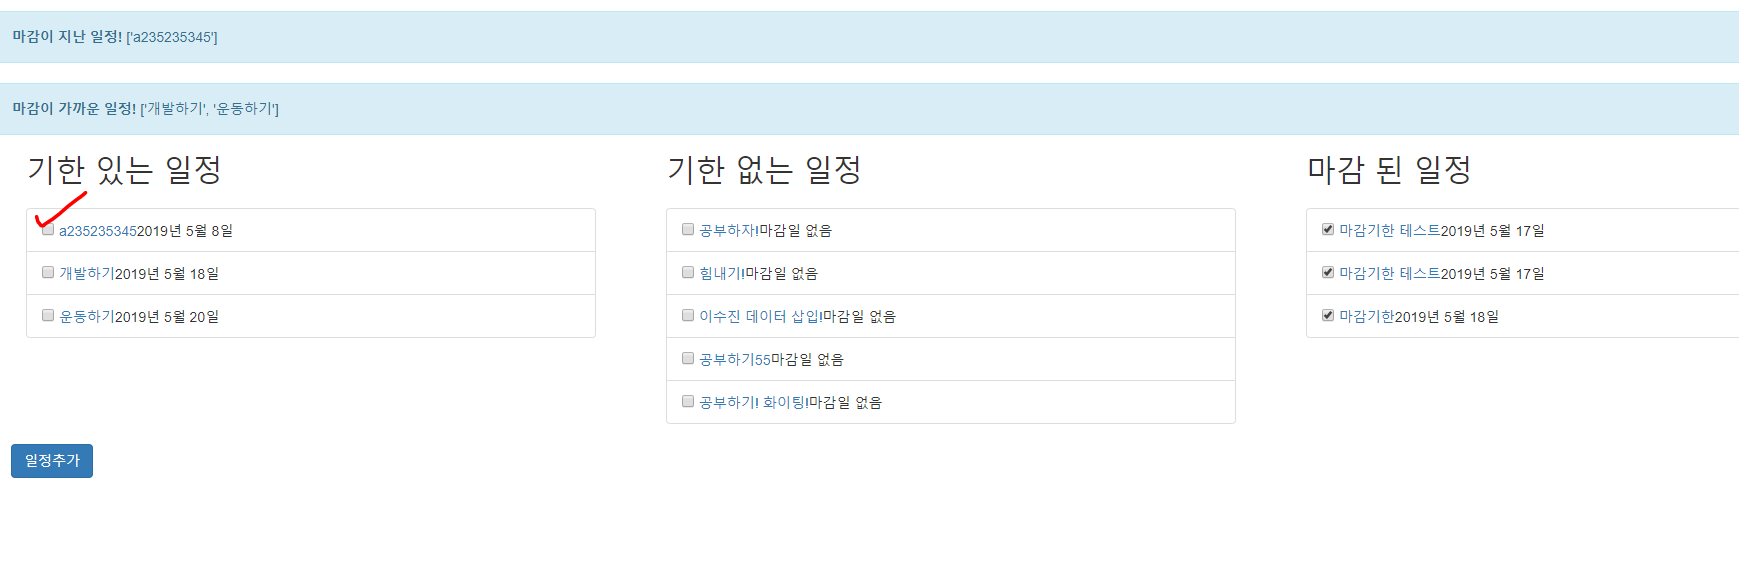 마감이 지난 일정! ['a235235345']
마감이 가까운 일정! ['개발하기', '운동하기']
기한 있는 일정
a2352353452019년 5월 8일
개발하기2019년 5월 18일
운동하기2019년 5월 20일
기한 없는 일정
공부하자!마감일 없음
힘내기!마감일 없음
이수진 데이터 삽입!마감일 없음
공부하기55마감일 없음
공부하기! 화이팅!마감일 없음
마감 된 일정
마감기한 테스트2019년 5월 17일
마감기한 테스트2019년 5월 17일
마감기한2019년 5월 18일
일정추가